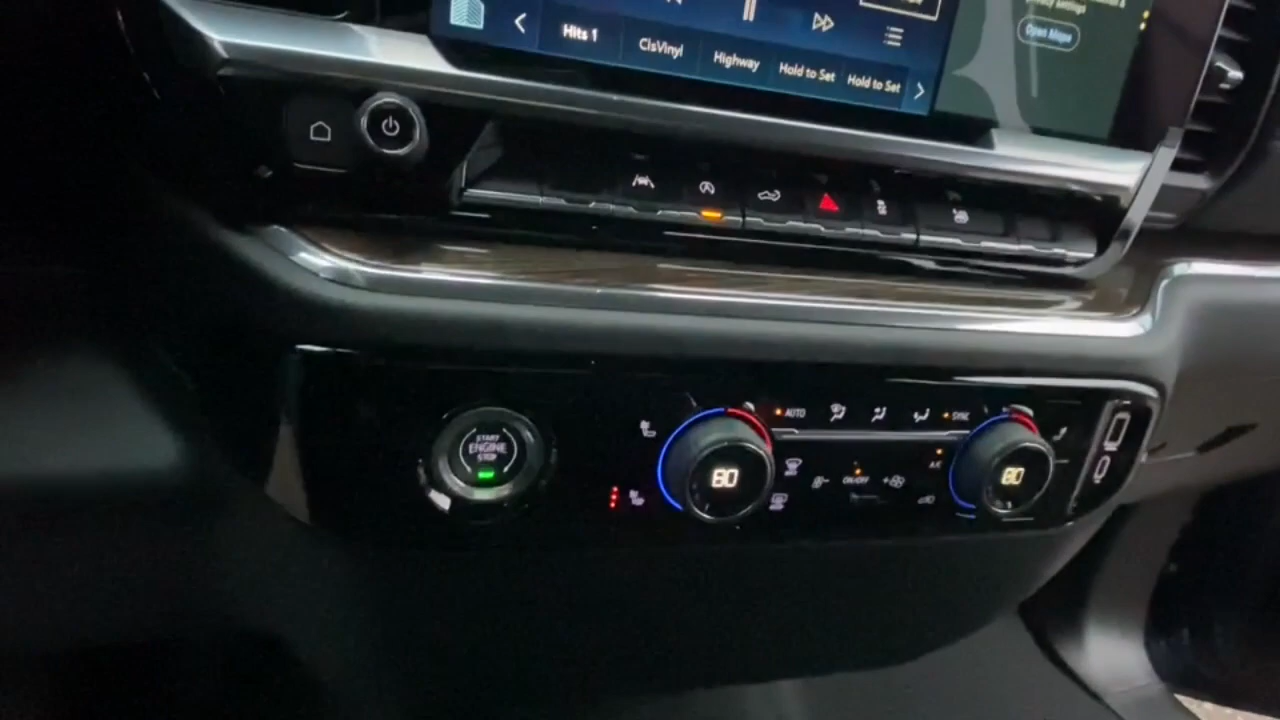 Open Maps
Hits 1
ClsVinyl
Highway
Hold to Set
Hold to Set
AUTO
SYNC
START
ENGINE
STOP
80
ON/OFF
A/C
80